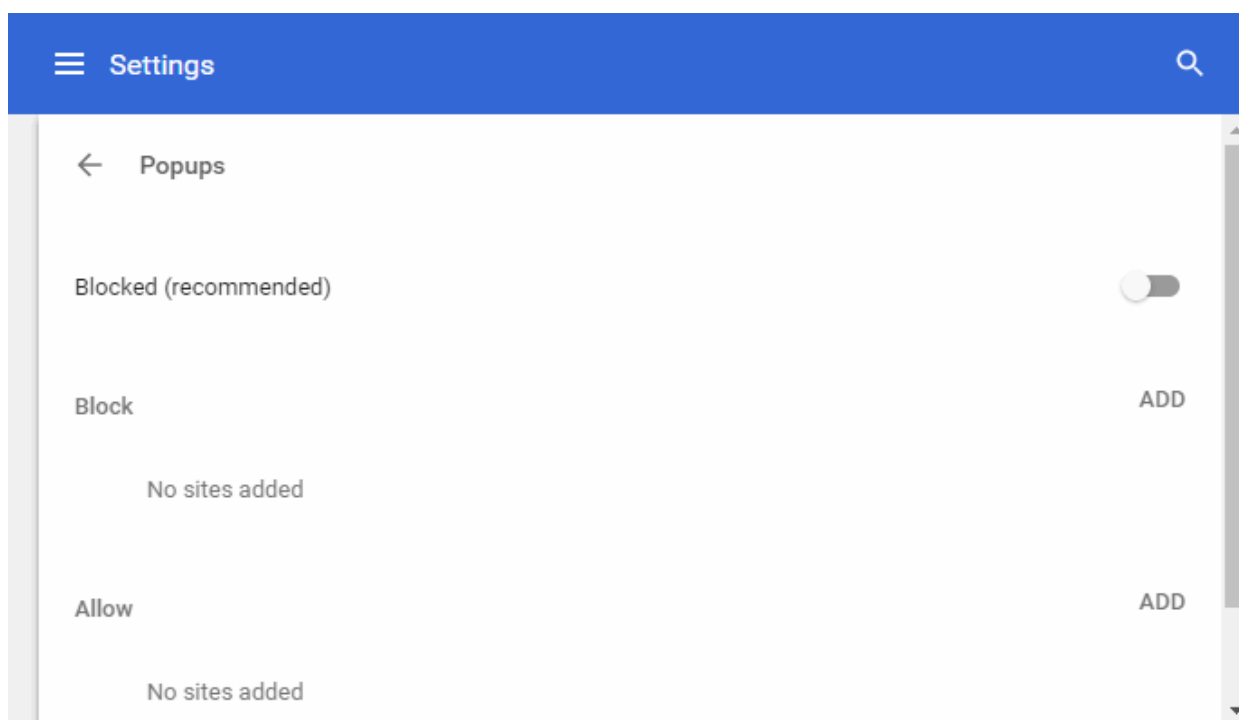 Settings
Popups
Blocked (recommended)
Block
ADD
No sites added
Allow
ADD
No sites added